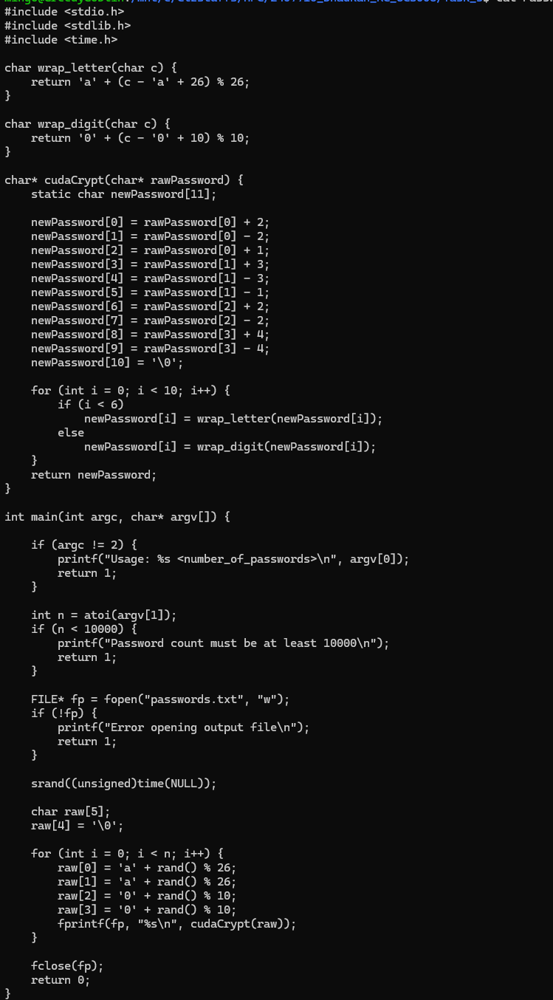 #include <stdio.h>
#include <stdlib.h>
#include <time.h>

char wrap_letter(char c) {
    return 'a' + (c - 'a' + 26) % 26;
}

char wrap_digit(char c) {
    return '0' + (c - '0' + 10) % 10;
}

char* cudaCrypt(char* rawPassword) {
    static char newPassword[11];

    newPassword[0] = rawPassword[0] + 2;
    newPassword[1] = rawPassword[0] - 2;
    newPassword[2] = rawPassword[0] + 1;
    newPassword[3] = rawPassword[1] + 3;
    newPassword[4] = rawPassword[1] - 3;
    newPassword[5] = rawPassword[1] - 1;
    newPassword[6] = rawPassword[2] + 2;
    newPassword[7] = rawPassword[2] - 2;
    newPassword[8] = rawPassword[3] + 4;
    newPassword[9] = rawPassword[3] - 4;
    newPassword[10] = '\0';

    for (int i = 0; i < 10; i++) {
        if (i < 6)
            newPassword[i] = wrap_letter(newPassword[i]);
        else
            newPassword[i] = wrap_digit(newPassword[i]);
    }
    return newPassword;
}

int main(int argc, char* argv[]) {

    if (argc != 2) {
        printf("Usage: %s <number_of_passwords>\n", argv[0]);
        return 1;
    }

    int n = atoi(argv[1]);
    if (n < 10000) {
        printf("Password count must be at least 10000\n");
        return 1;
    }

    FILE* fp = fopen("passwords.txt", "w");
    if (!fp) {
        printf("Error opening output file\n");
        return 1;
    }

    srand((unsigned)time(NULL));

    char raw[5];
    raw[4] = '\0';

    for (int i = 0; i < n; i++) {
        raw[0] = 'a' + rand() % 26;
        raw[1] = 'a' + rand() % 26;
        raw[2] = '0' + rand() % 10;
        raw[3] = '0' + rand() % 10;
        fprintf(fp, "%s\n", cudaCrypt(raw));
    }

    fclose(fp);
    return 0;
}